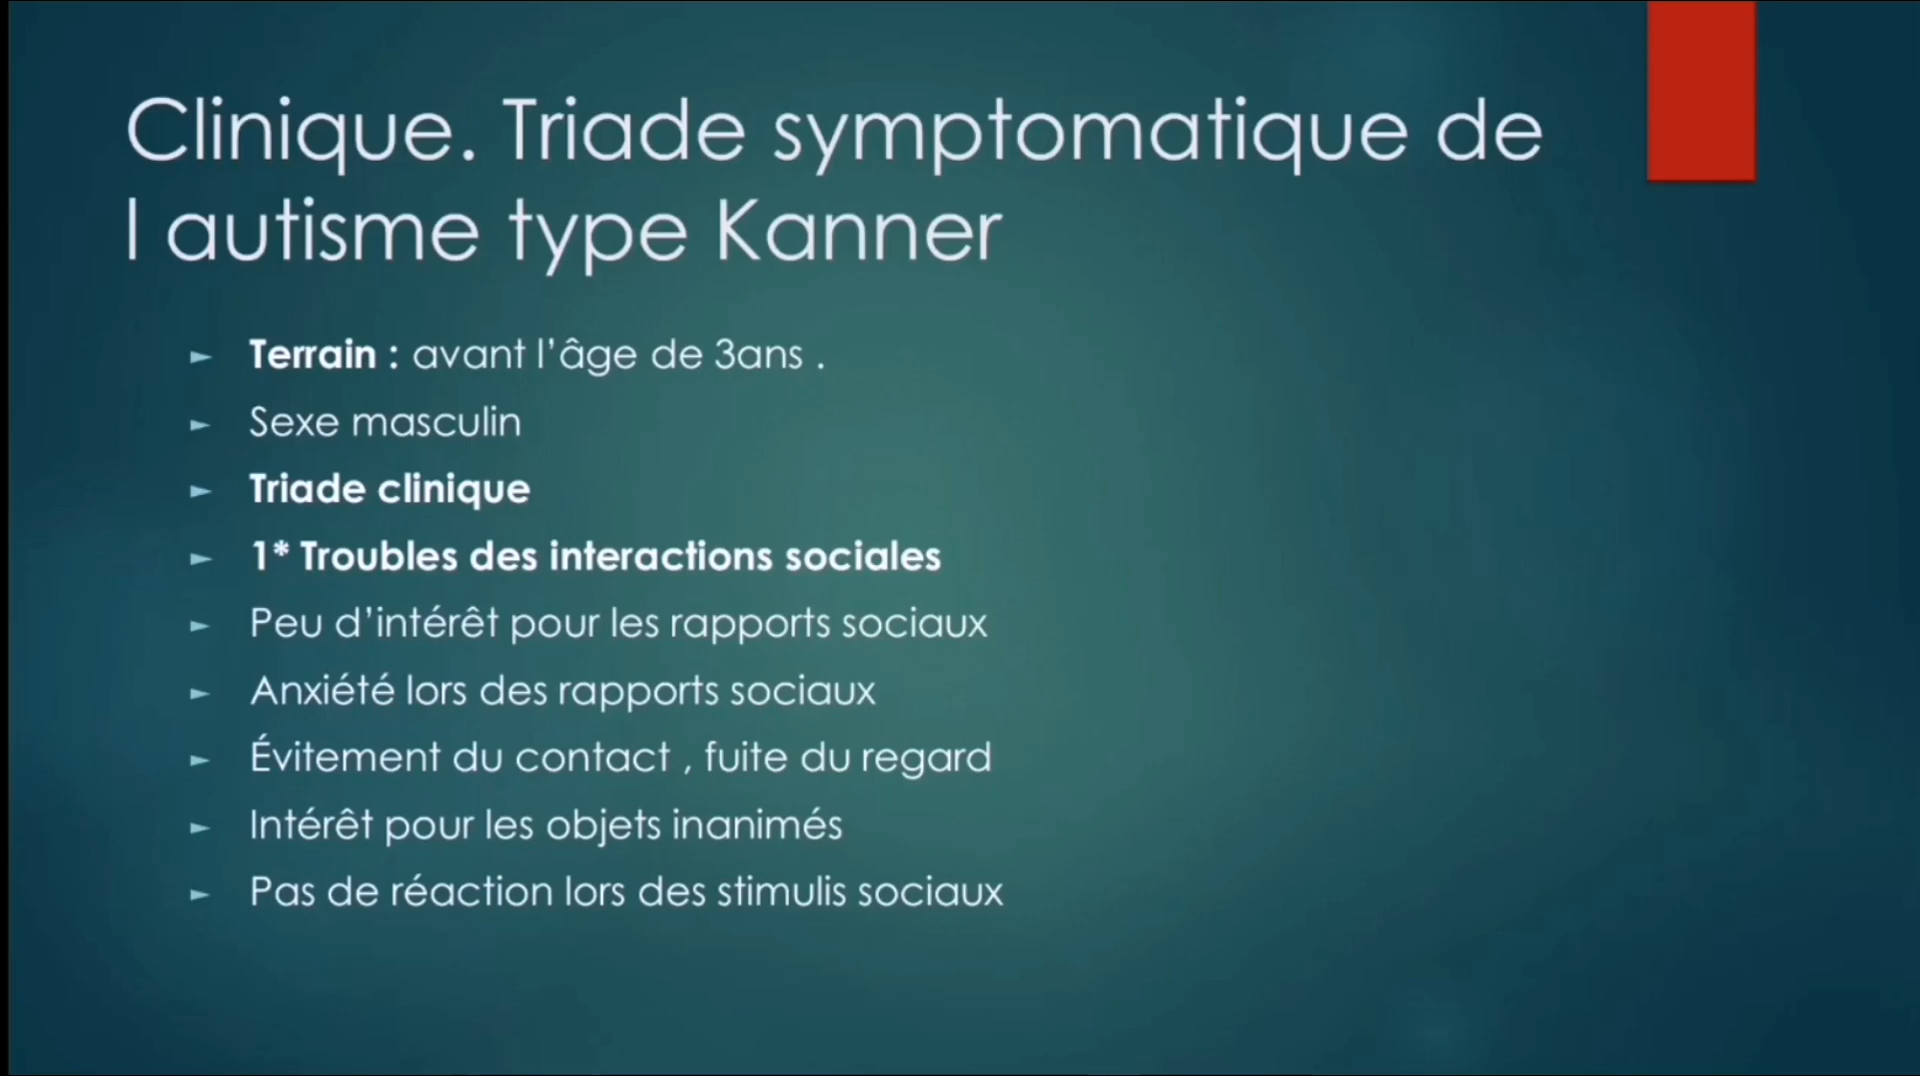 Clinique. Triade symptomatique de
l autisme type Kanner
► Terrain : avant l’âge de 3ans .
► Sexe masculin
► Triade clinique
► 1* Troubles des interactions sociales
► Peu d’intérêt pour les rapports sociaux
► Anxiété lors des rapports sociaux
► Évitement du contact , fuite du regard
► Intérêt pour les objets inanimés
► Pas de réaction lors des stimulis sociaux